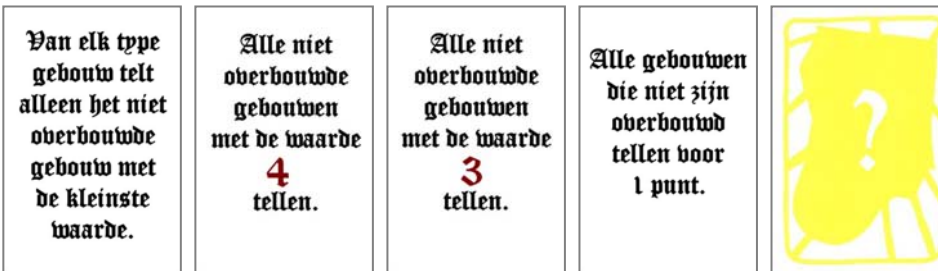 Van elk type
gebouw telt
alleen het niet
overbouwde
gebouw met
de kleinste
waarde.
Alle niet
overbouwde
gebouwen
met de waarde
4
tellen.
Alle niet
overbouwde
gebouwen
met de waarde
3
tellen.
Alle gebouwen
die niet zijn
overbouwd
tellen voor
1 punt.
?